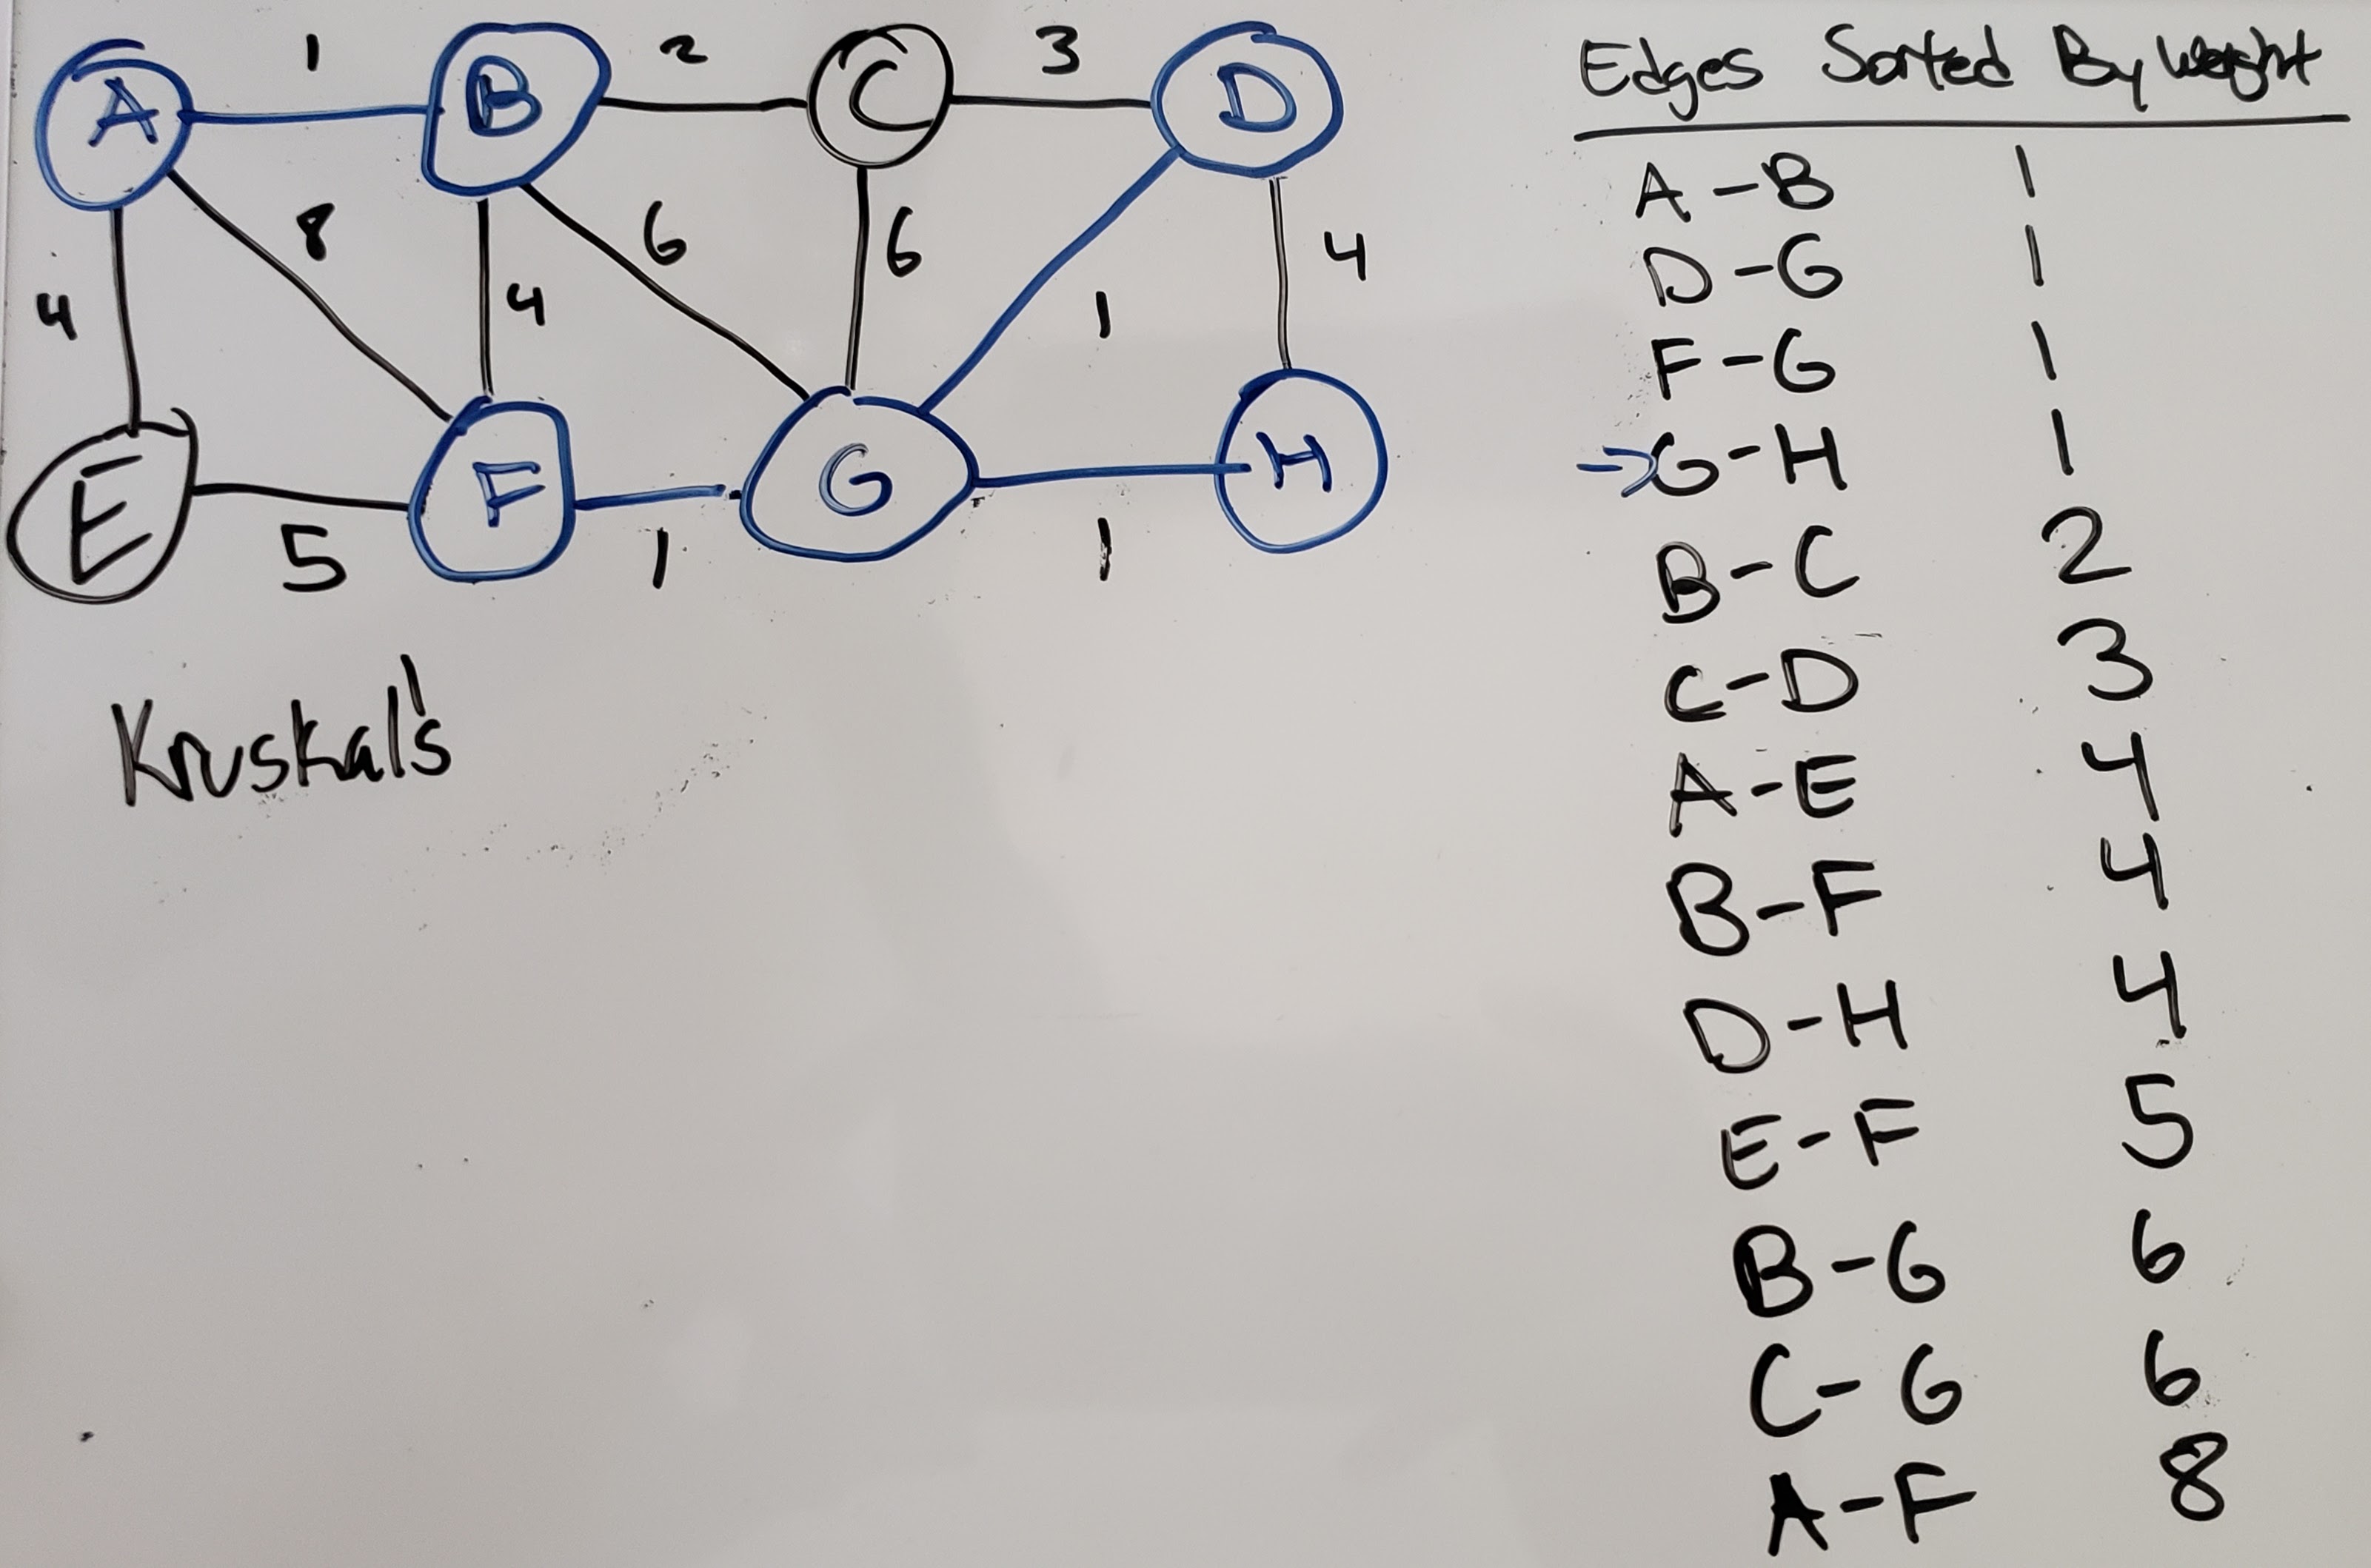 1 2 3
A B C D
8 6 6 4
4 4 1
E F G H
5 1 1
Kruskal's
Edges Sorted By Weight
A - B 1
D - G 1
F - G 1
→ G - H 1
B - C 2
C - D 3
A - E 4
B - F 4
D - H 4
E - F 5
B - G 6
C - G 6
A - F 8